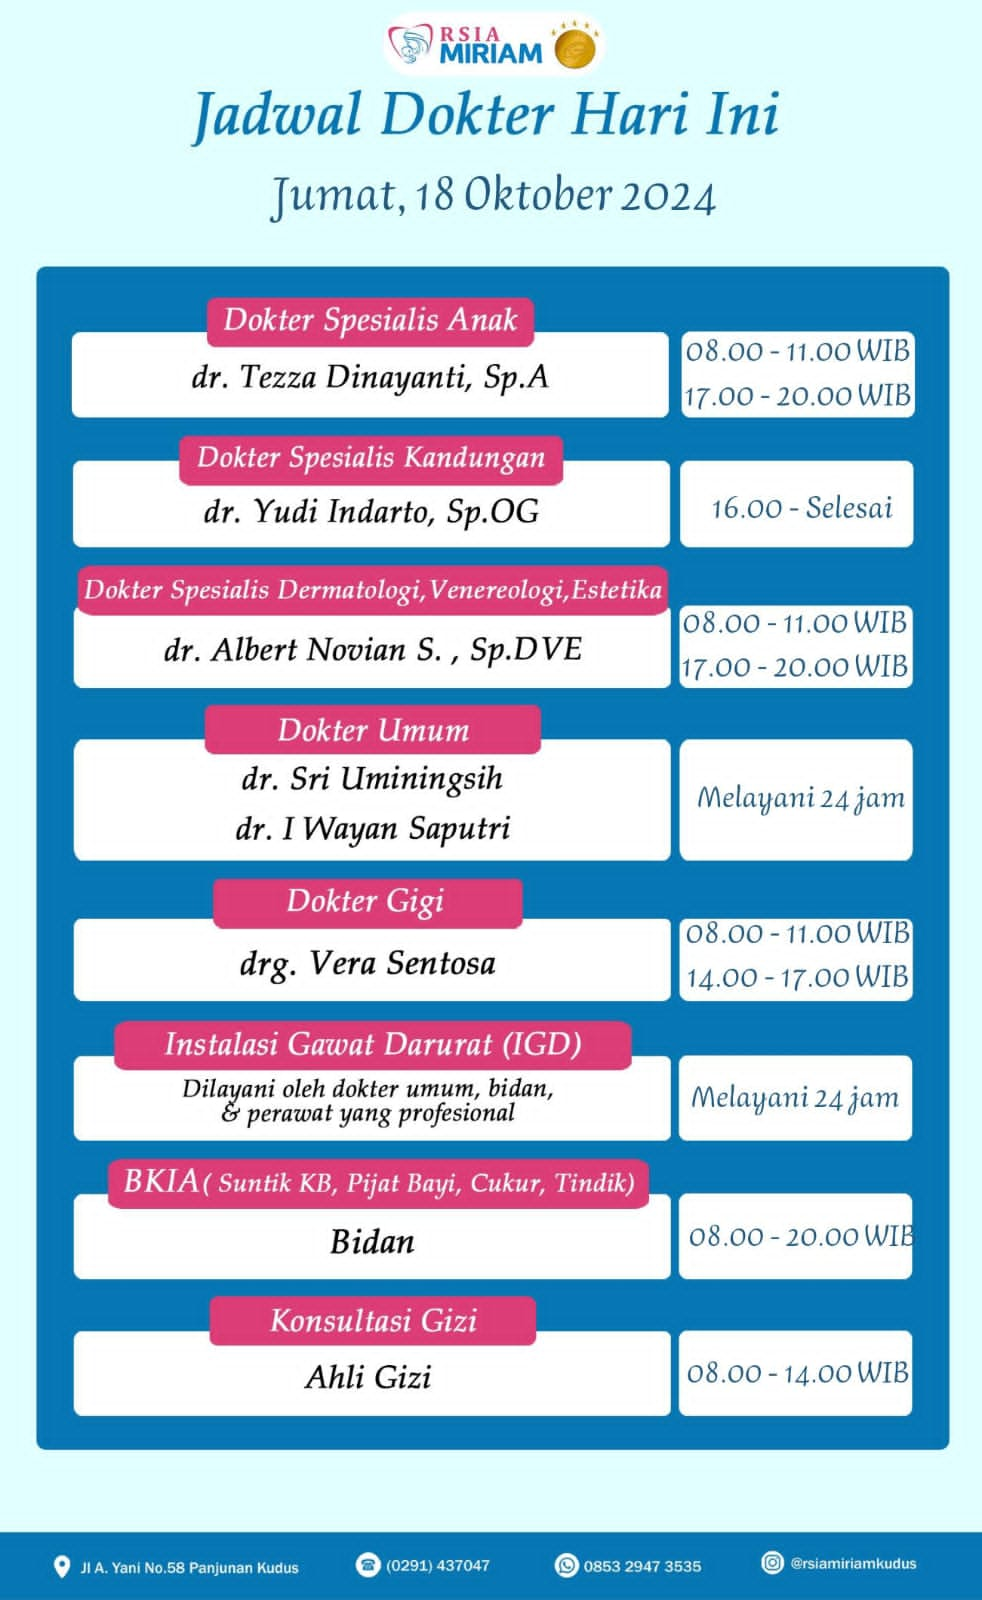 RSIA
MIRIAM
Jadwal Dokter Hari Ini
Jumat, 18 Oktober 2024
Dokter Spesialis Anak
dr. Tezza Dinayanti, Sp.A
08.00 - 11.00 WIB
17.00 - 20.00 WIB
Dokter Spesialis Kandungan
dr. Yudi Indarto, Sp.OG
16.00 - Selesai
Dokter Spesialis Dermatologi,Venereologi,Estetika
dr. Albert Novian S. , Sp.DVE
08.00 - 11.00 WIB
17.00 - 20.00 WIB
Dokter Umum
dr. Sri Uminingsih
dr. I Wayan Saputri
Melayani 24 jam
Dokter Gigi
drg. Vera Sentosa
08.00 - 11.00 WIB
14.00 - 17.00 WIB
Instalasi Gawat Darurat (IGD)
Dilayani oleh dokter umum, bidan,
& perawat yang profesional
Melayani 24 jam
BKIA( Suntik KB, Pijat Bayi, Cukur, Tindik)
Bidan
08.00 - 20.00 WIB
Konsultasi Gizi
Ahli Gizi
08.00 - 14.00 WIB
Jl A. Yani No.58 Panjunan Kudus
(0291) 437047
0853 2947 3535
@rsiamiriamkudus